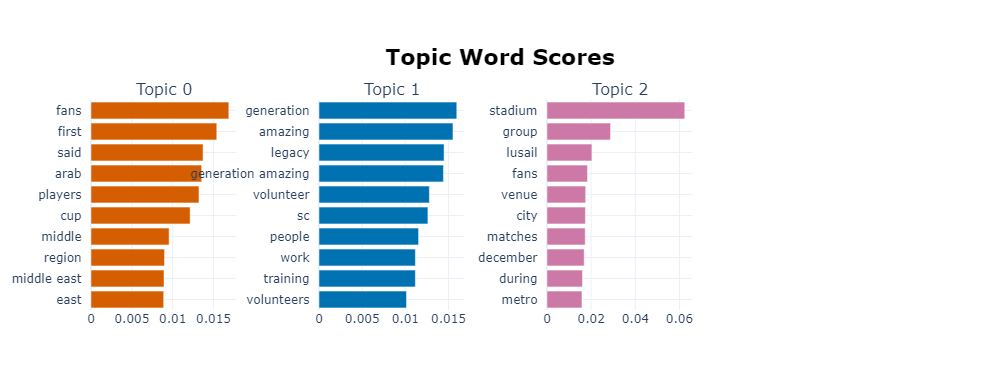 Topic Word Scores
Topic 0
fans
first
said
arab
players
cup
middle
region
middle east
east
0 0.005 0.01 0.015
Topic 1
generation
amazing
legacy
generation amazing
volunteer
sc
people
work
training
volunteers
0 0.005 0.01 0.015
Topic 2
stadium
group
lusail
fans
venue
city
matches
december
during
metro
0 0.02 0.04 0.06